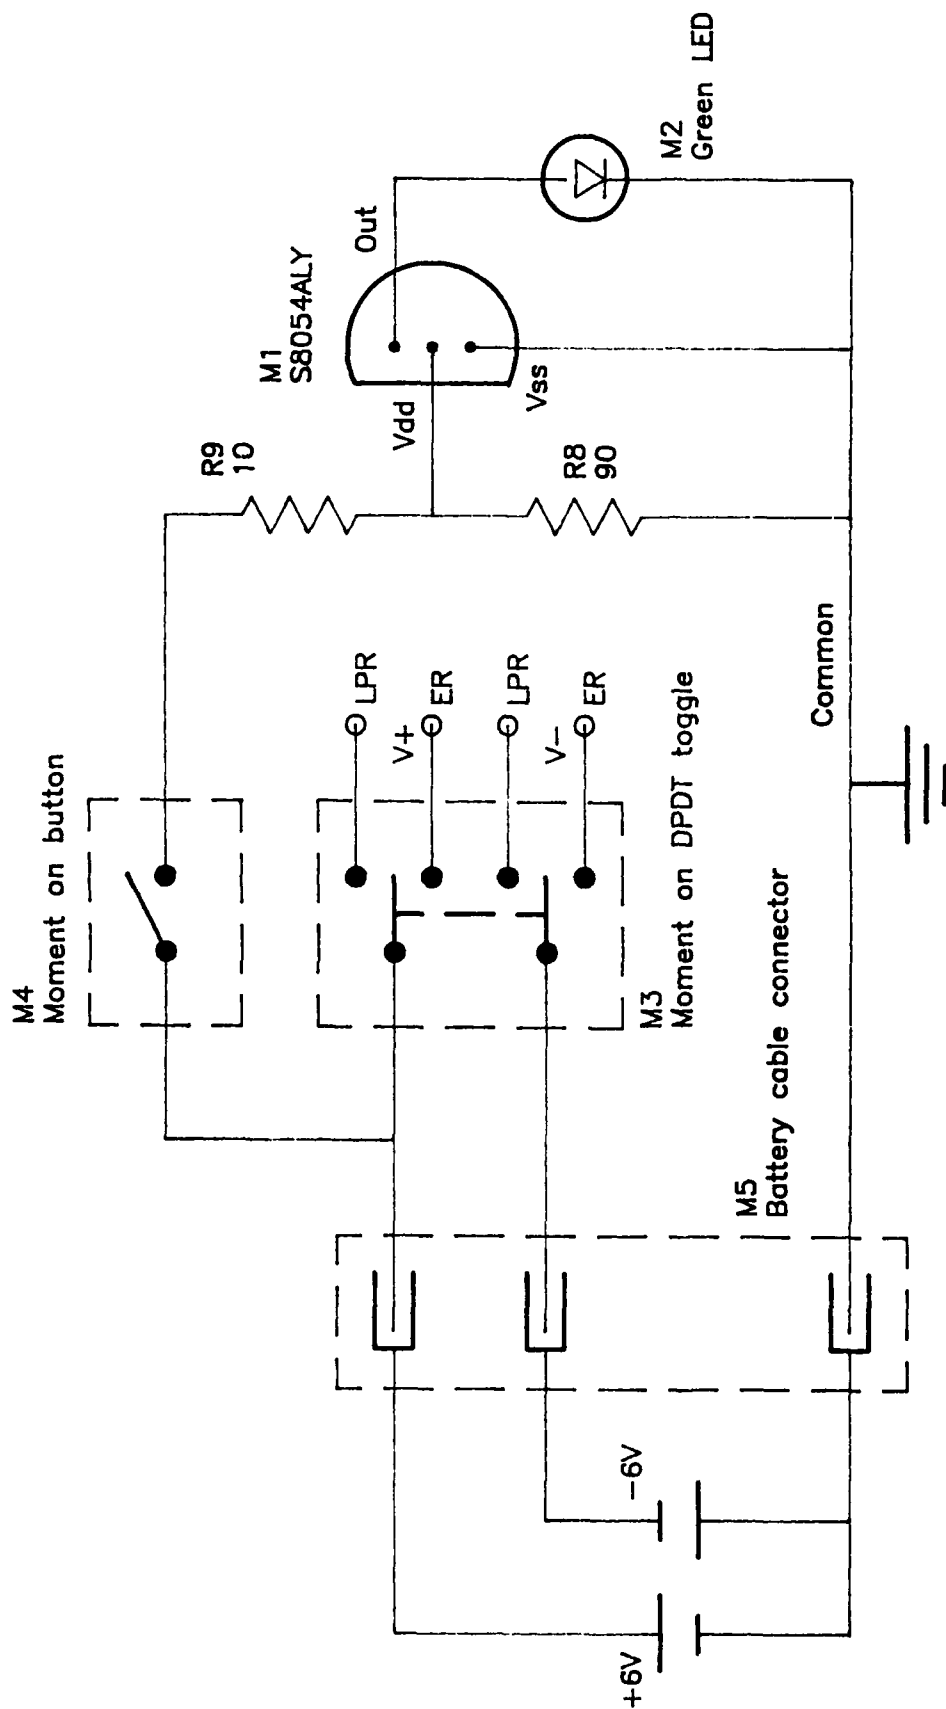 M4
Moment on button
R9
10
M1
S8054ALY
Out
Vdd
Vss
R8
90
M2
Green LED
LPR
V+
ER
LPR
V−
ER
M3
Moment on DPDT toggle
M5
Battery cable connector
Common
+6V
−6V